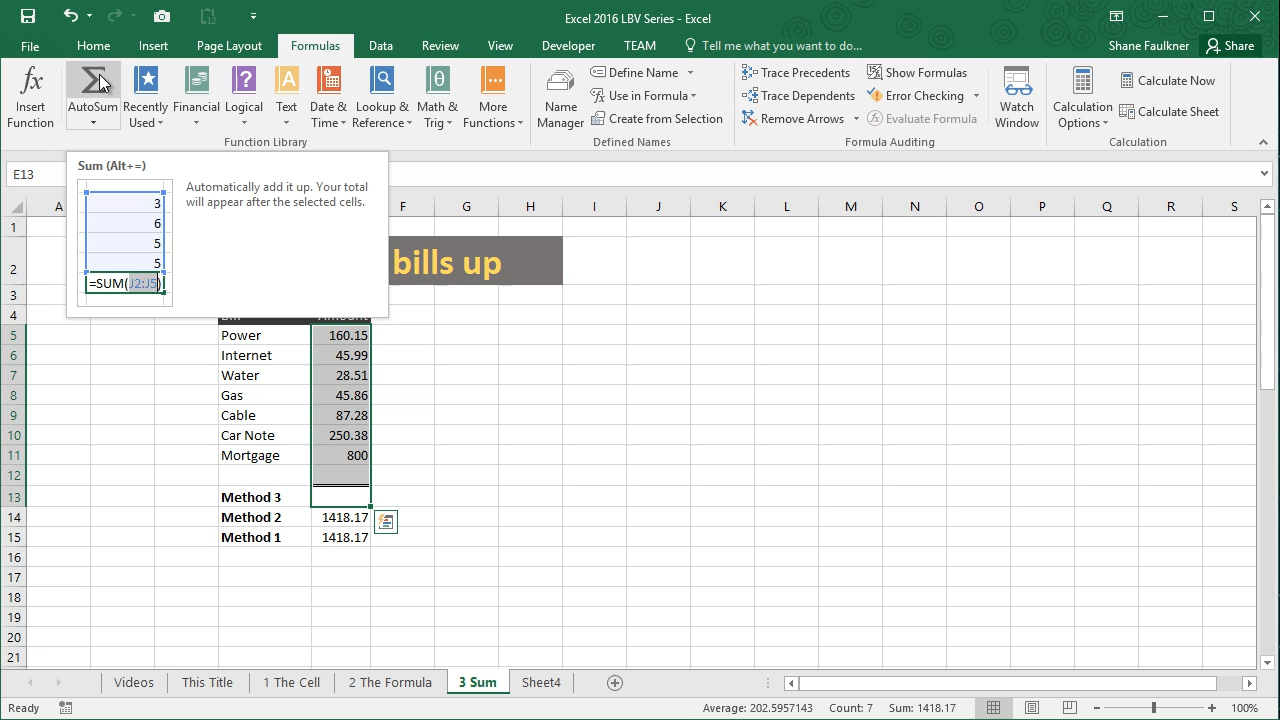 Excel 2016 LBV Series - Excel
File Home Insert Page Layout Formulas Data Review View Developer TEAM Tell me what you want to do... Shane Faulkner Share
Insert Function
AutoSum
Recently Used
Financial
Logical
Text
Date & Time
Lookup & Reference
Math & Trig
More Functions
Function Library
Name Manager
Define Name
Use in Formula
Create from Selection
Defined Names
Trace Precedents
Trace Dependents
Remove Arrows
Show Formulas
Error Checking
Evaluate Formula
Formula Auditing
Watch Window
Calculation Options
Calculate Now
Calculate Sheet
Calculation
E13
Sum (Alt+=)
Automatically add it up. Your total
will appear after the selected cells.
3
6
5
5
=SUM(J2:J5)
A F G H I J K L M N O P Q R S
1
2 bills up
3
4
5 Power 160.15
6 Internet 45.99
7 Water 28.51
8 Gas 45.86
9 Cable 87.28
10 Car Note 250.38
11 Mortgage 800
12
13 Method 3
14 Method 2 1418.17
15 Method 1 1418.17
16
17
18
19
20
21
Videos This Title 1 The Cell 2 The Formula 3 Sum Sheet4
Ready Average: 202.5957143 Count: 7 Sum: 1418.17 100%